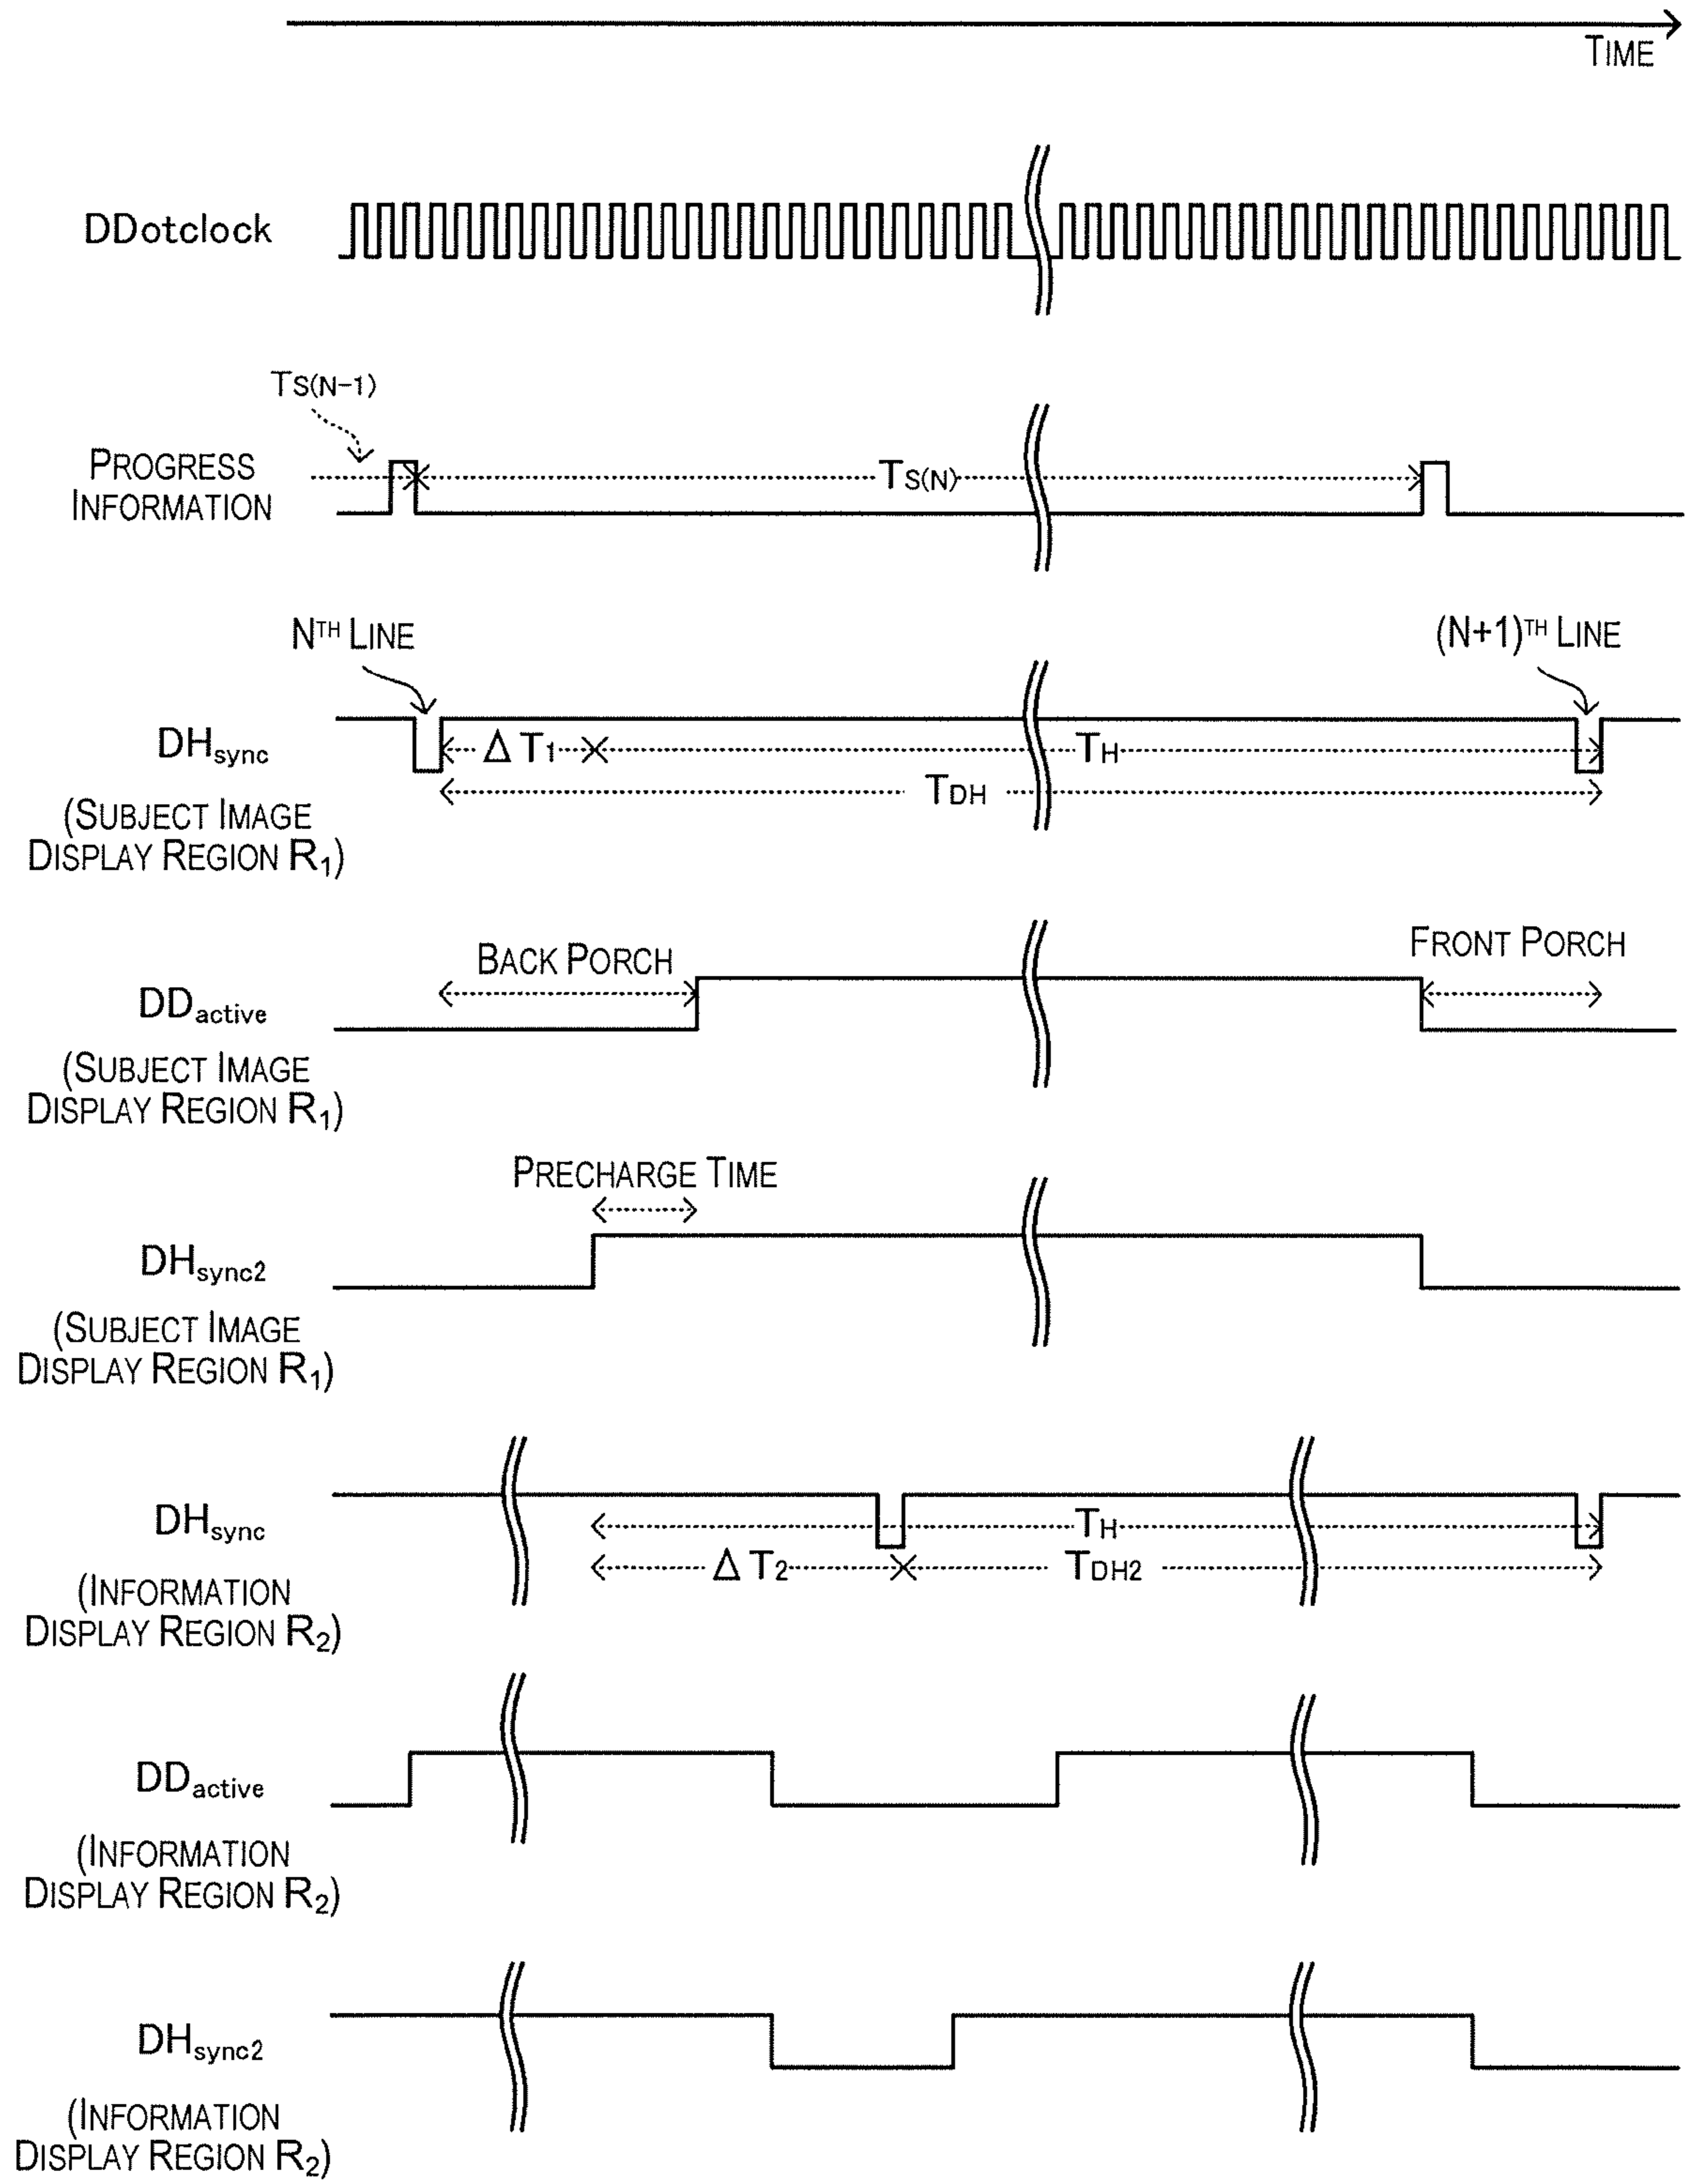 TIME
DDotclock
TS(N-1)
PROGRESS
INFORMATION
TS(N)
NTH LINE
(N+1)TH LINE
DHsync
ΔT1
TH
TDH
(SUBJECT IMAGE
DISPLAY REGION R1)
BACK PORCH
FRONT PORCH
DDactive
(SUBJECT IMAGE
DISPLAY REGION R1)
PRECHARGE TIME
DHsync2
(SUBJECT IMAGE
DISPLAY REGION R1)
DHsync
TH
ΔT2
TDH2
(INFORMATION
DISPLAY REGION R2)
DDactive
(INFORMATION
DISPLAY REGION R2)
DHsync2
(INFORMATION
DISPLAY REGION R2)